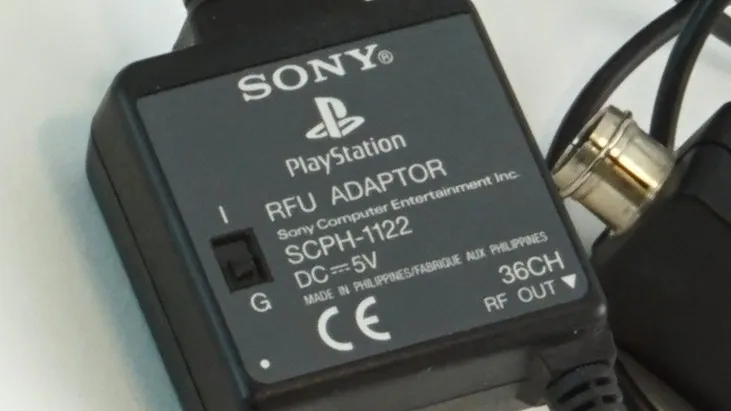 SONY®
PlayStation
RFU ADAPTOR
Sony Computer Entertainment Inc.
SCPH-1122
DC⎓5V
MADE IN PHILIPPINES/FABRIQUE AUX PHILIPPINES
I
G
CE
36CH
RF OUT ▼